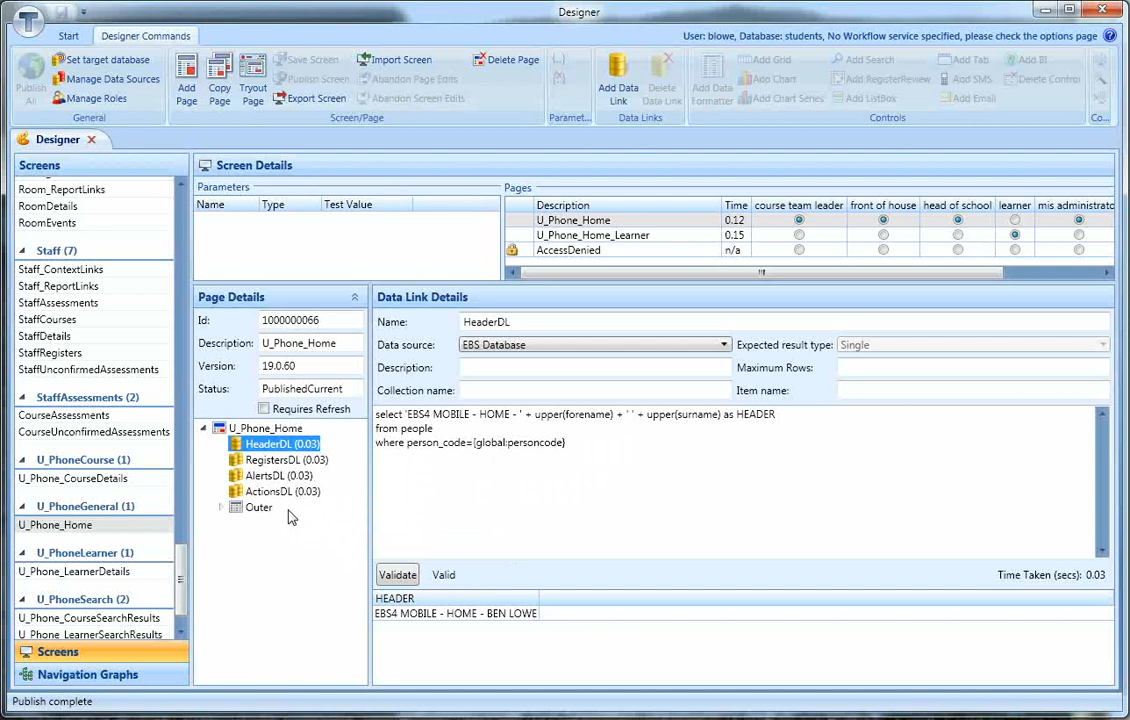 Designer
Start
Designer Commands
User: blowe, Database: students, No Workflow service specified, please check the options page
Publish All
Set target database
Manage Data Sources
Manage Roles
General
Add Page
Copy Page
Tryout Page
Save Screen
Publish Screen
Export Screen
Import Screen
Abandon Page Edits
Abandon Screen Edits
Delete Page
Screen/Page
Paramet...
Add Data Link
Delete Data Link
Data Links
Add Data Formatter
Add Grid
Add Chart
Add Chart Series
Add Search
Add RegisterReview
Add ListBox
Add Tab
Add SMS
Add Email
Add BI
Delete Control
Controls
Co...
Designer
Screens
Room_ReportLinks
RoomDetails
RoomEvents
Staff (7)
Staff_ContextLinks
Staff_ReportLinks
StaffAssessments
StaffCourses
StaffDetails
StaffRegisters
StaffUnconfirmedAssessments
StaffAssessments (2)
CourseAssessments
CourseUnconfirmedAssessments
U_PhoneCourse (1)
U_Phone_CourseDetails
U_PhoneGeneral (1)
U_Phone_Home
U_PhoneLearner (1)
U_Phone_LearnerDetails
U_PhoneSearch (2)
U_Phone_CourseSearchResults
U_Phone_LearnerSearchResults
Screens
Navigation Graphs
Screen Details
Parameters
Name Type Test Value
Pages
Description Time course team leader front of house head of school learner mis administrato
U_Phone_Home 0.12
U_Phone_Home_Learner 0.15
AccessDenied n/a
Page Details
Id: 1000000066
Description: U_Phone_Home
Version: 19.0.60
Status: PublishedCurrent
Requires Refresh
U_Phone_Home
HeaderDL (0.03)
RegistersDL (0.03)
AlertsDL (0.03)
ActionsDL (0.03)
Outer
Data Link Details
Name: HeaderDL
Data source: EBS Database Expected result type: Single
Description: Maximum Rows:
Collection name: Item name:
select 'EBS4 MOBILE - HOME - ' + upper(forename) + ' ' + upper(surname) as HEADER
from people
where person_code={global:personcode}
Validate Valid Time Taken (secs): 0.03
HEADER
EBS4 MOBILE - HOME - BEN LOWE
Publish complete